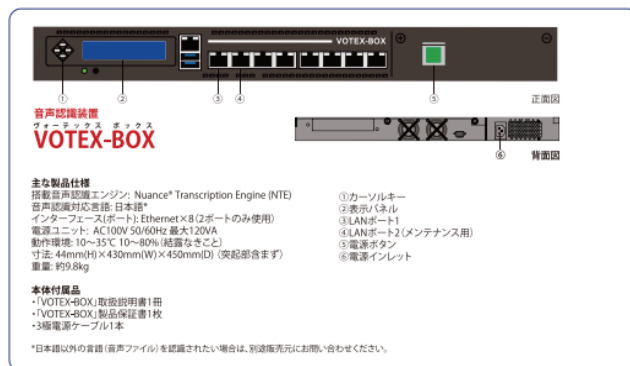 VOTEX-BOX
① ② ③ ④ ⑤
正面図
音声認識装置
ヴォーテックス ボックス
VOTEX-BOX
⑥
背面図
主な製品仕様
搭載音声認識エンジン: Nuance® Transcription Engine (NTE)
音声認識対応言語: 日本語*
インターフェース(ポート): Ethernet×8(2ポートのみ使用)
電源ユニット: AC100V 50/60Hz 最大120VA
動作環境: 10~35℃ 10~80%(結露なきこと)
寸法: 44mm(H)×430mm(W)×450mm(D) (突起部含まず)
重量: 約9.8kg
①カーソルキー
②表示パネル
③LANポート1
④LANポート2(メンテナンス用)
⑤電源ボタン
⑥電源インレット
本体付属品
・「VOTEX-BOX」取扱説明書1冊
・「VOTEX-BOX」製品保証書1枚
・3極電源ケーブル1本
*日本語以外の言語(音声ファイル)を認識されたい場合は、別途販売元にお問い合わせください。